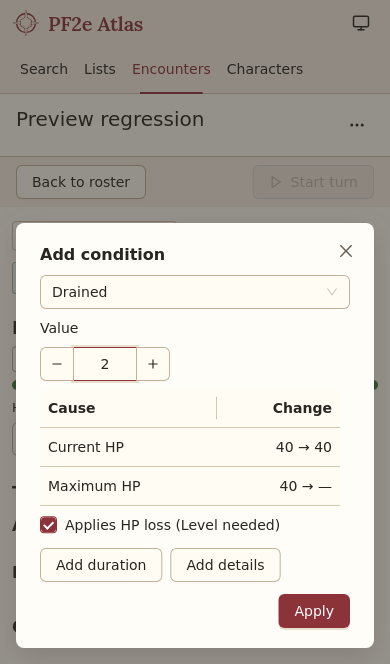 PF2e Atlas
Search Lists Encounters Characters
Preview regression
...
Back to roster Start turn
Add condition
Drained
Value
− 2 +
Cause Change
Current HP 40 → 40
Maximum HP 40 → —
Applies HP loss (Level needed)
Add duration Add details
Apply